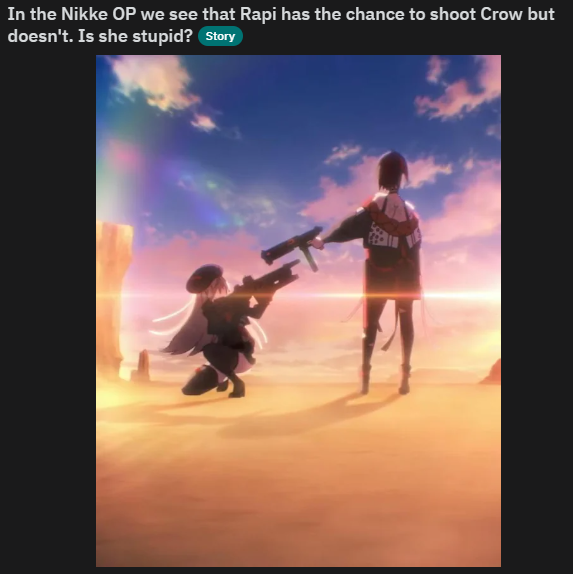 In the Nikke OP we see that Rapi has the chance to shoot Crow but
doesn't. Is she stupid? Story